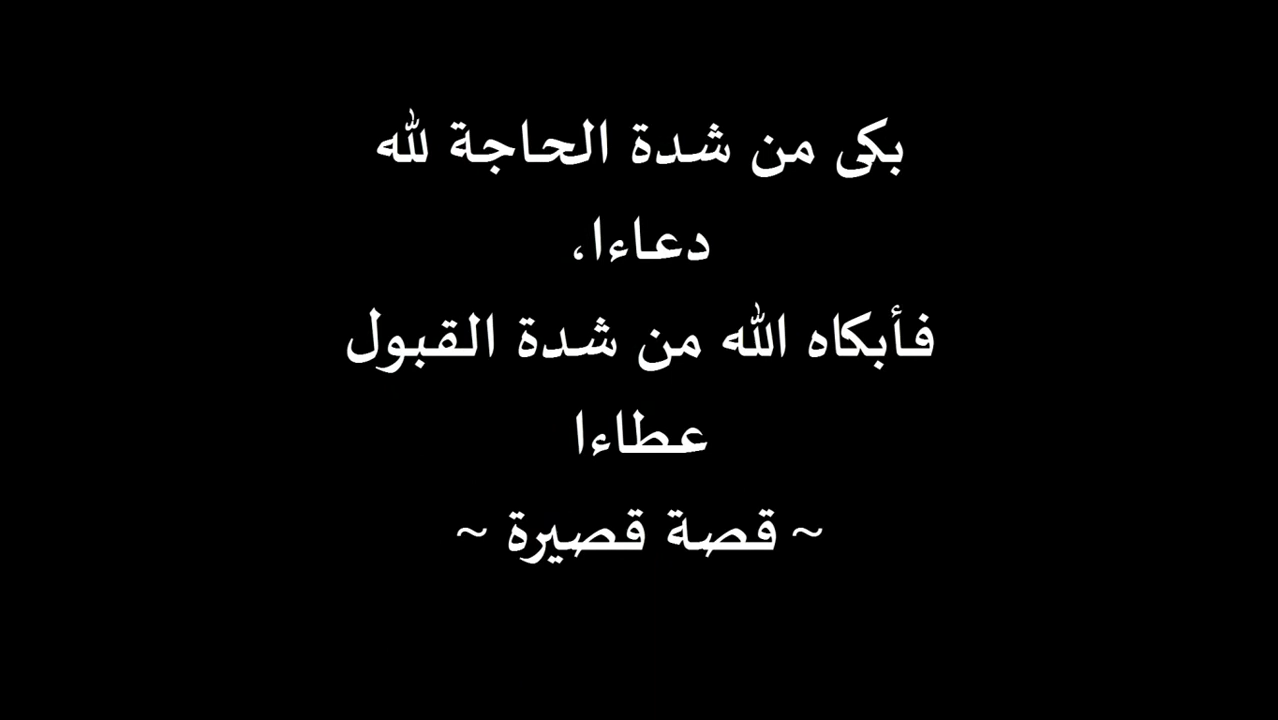 بكى من شدة الحاجة لله
دعاءا،
فأبكاه الله من شدة القبول
عطاءا
~ قصة قصيرة ~